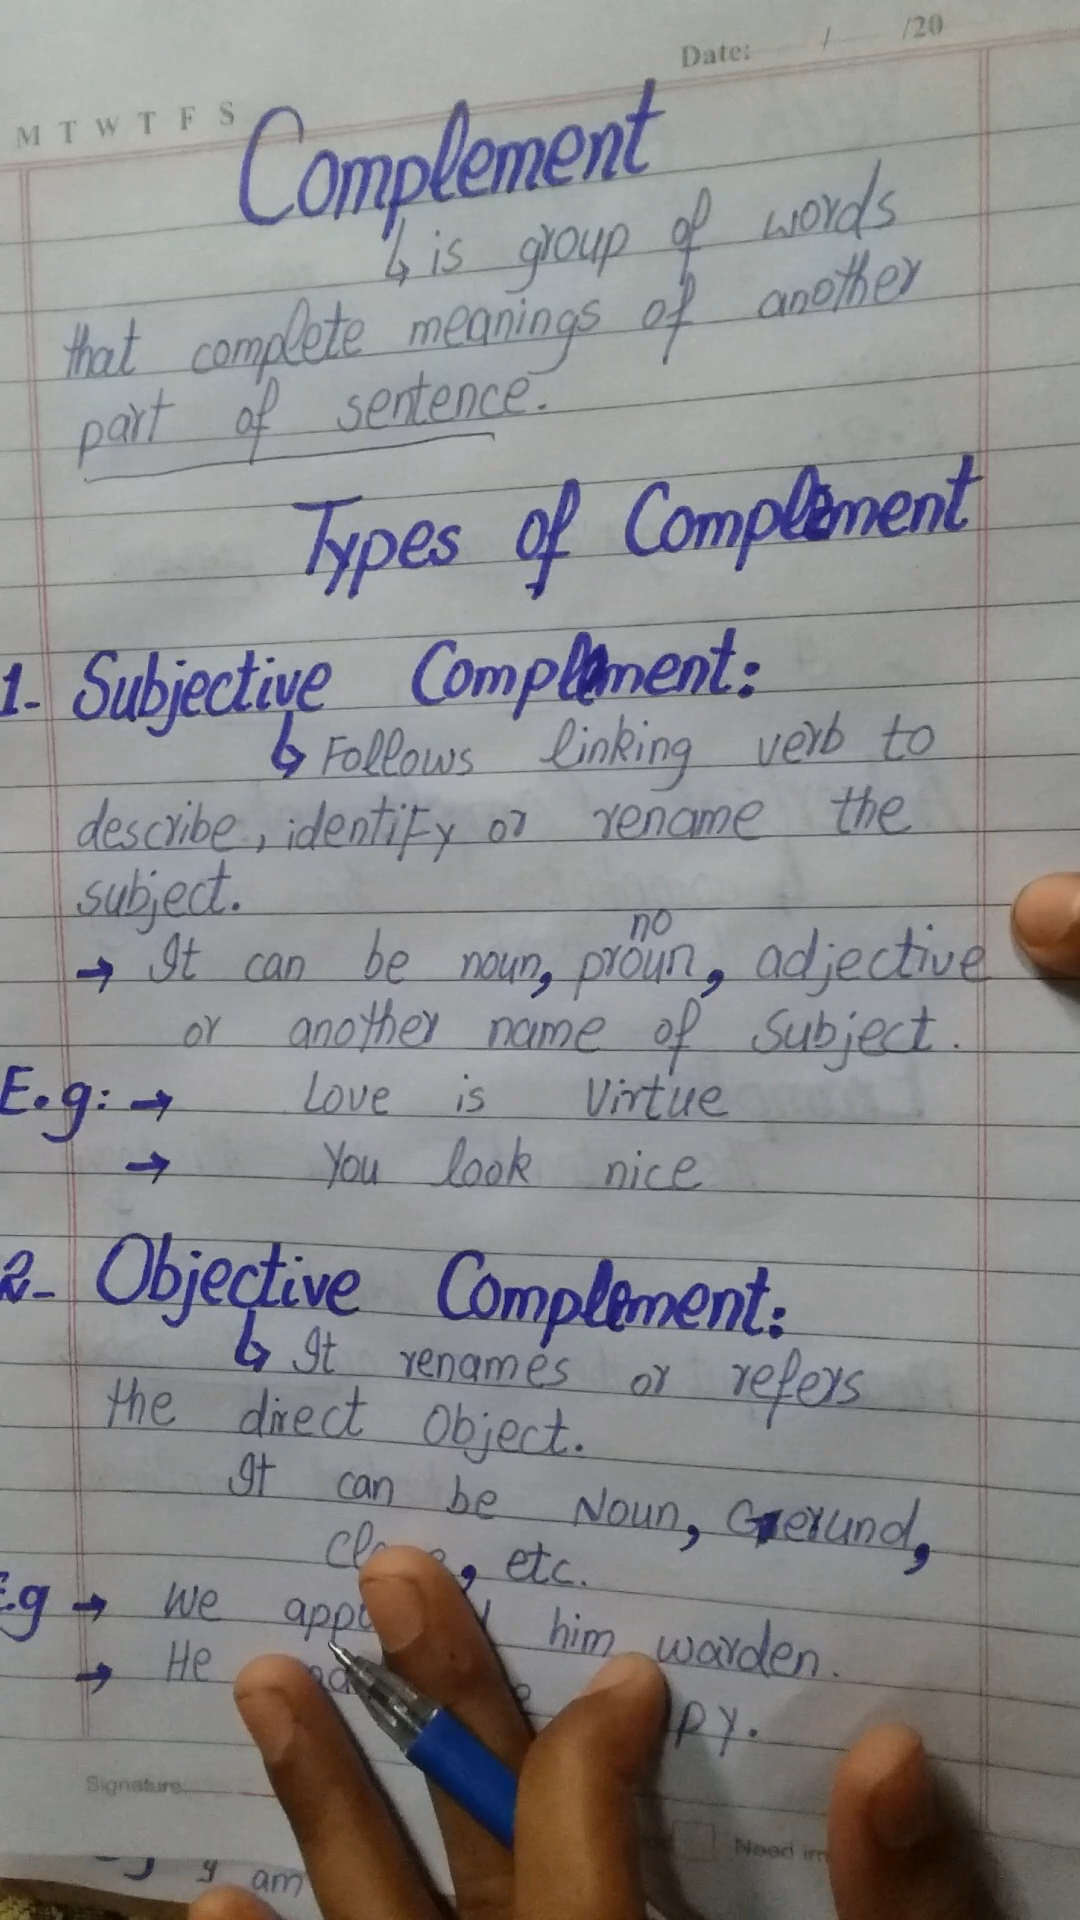 Date: / /20
M T W T F S
Complement
↳ is group of words
that complete meanings of another
part of sentence.
Types of Complement
1- Subjective Complement:
↳ Follows linking verb to
describe, identify or rename the
subject.
no
→ It can be noun, proun, adjective
or another name of Subject.
E.g: → Love is Virtue
→ You look nice
2- Objective Complement:
↳ It renames or refers
the direct Object.
It can be Noun, Gerund,
, etc.
E.g → We him warden.
→ He
Signature
Need
am